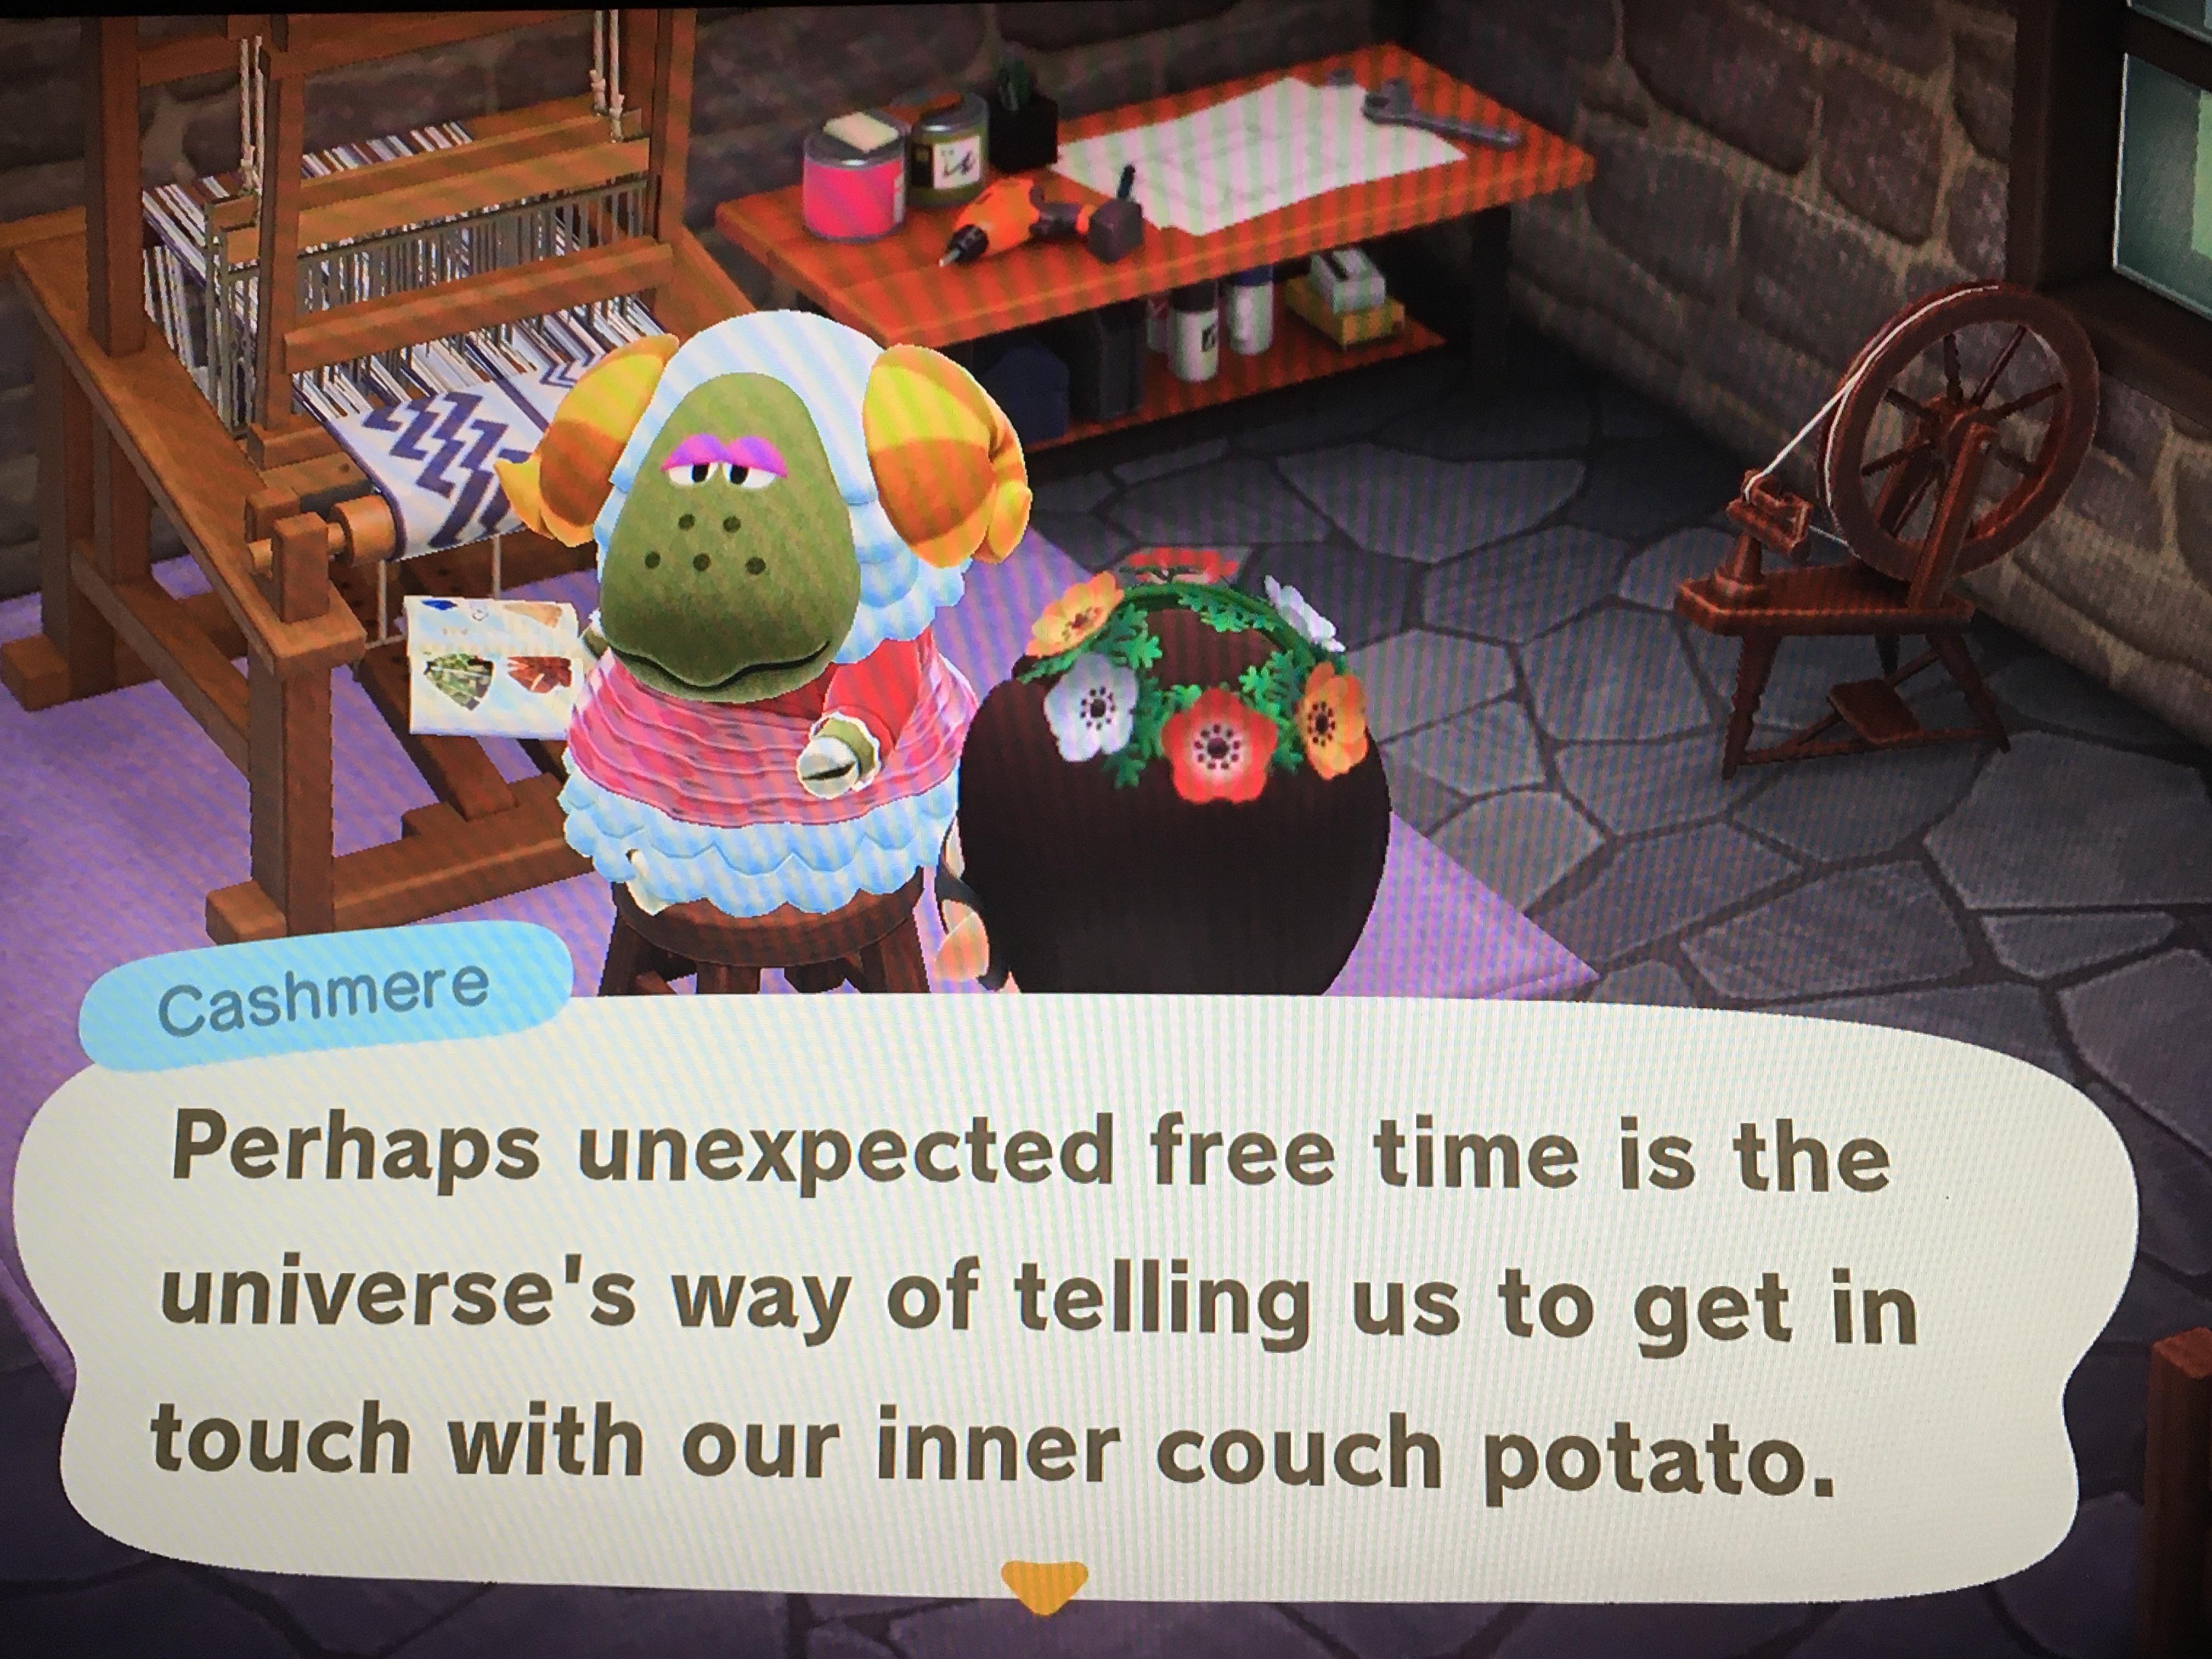 Cashmere
Perhaps unexpected free time is the
universe's way of telling us to get in
touch with our inner couch potato.